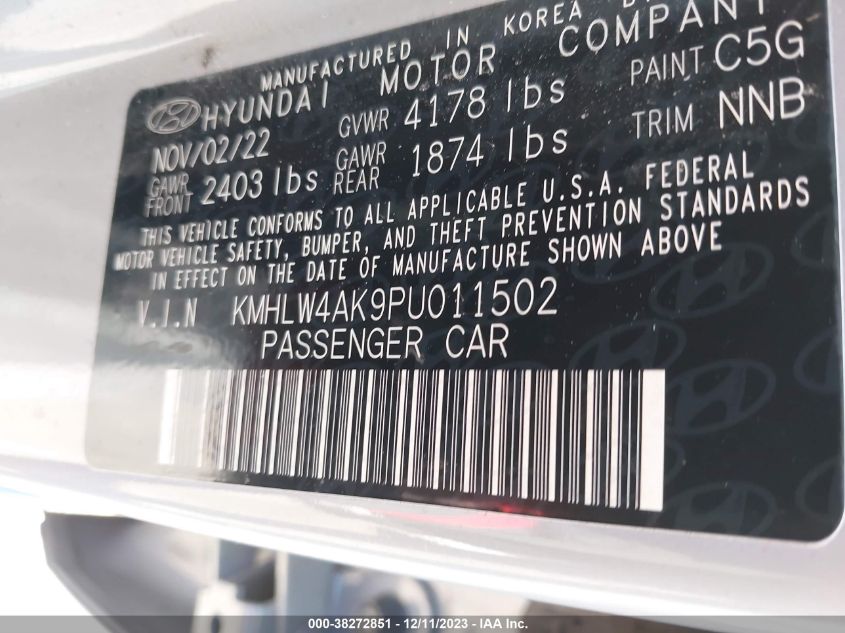 MANUFACTURED IN KOREA
HYUNDAI MOTOR COMPANY
NOV/02/22 GVWR 4178 lbs PAINT C5G
GAWR FRONT 2403 lbs GAWR REAR 1874 lbs TRIM NNB
THIS VEHICLE CONFORMS TO ALL APPLICABLE U.S.A. FEDERAL
MOTOR VEHICLE SAFETY, BUMPER, AND THEFT PREVENTION STANDARDS
IN EFFECT ON THE DATE OF MANUFACTURE SHOWN ABOVE
V.I.N KMHLW4AK9PU011502
PASSENGER CAR
000-38272851 - 12/11/2023 - IAA Inc.